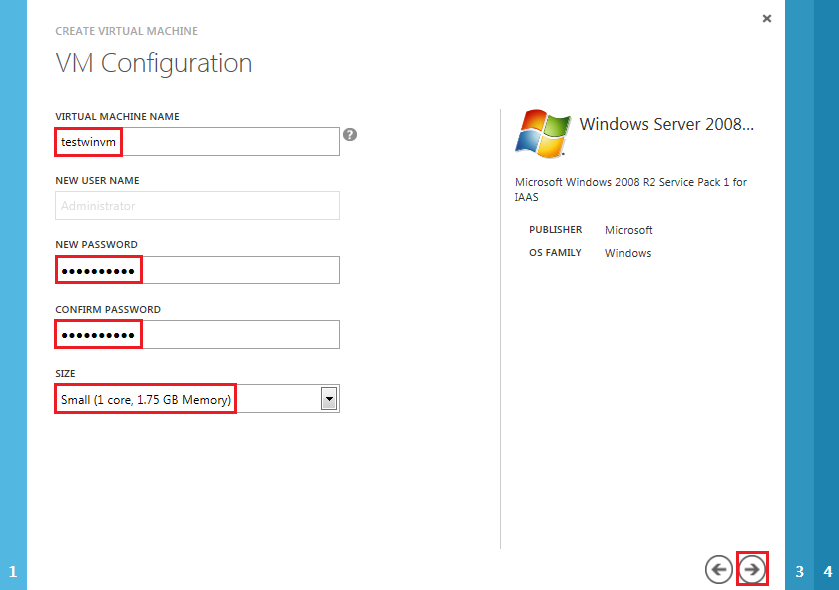 CREATE VIRTUAL MACHINE
VM Configuration
VIRTUAL MACHINE NAME
testwinvm
?
NEW USER NAME
Administrator
NEW PASSWORD
●●●●●●●●●●
CONFIRM PASSWORD
●●●●●●●●●●
SIZE
Small (1 core, 1.75 GB Memory)
Windows Server 2008...
Microsoft Windows 2008 R2 Service Pack 1 for
IAAS
PUBLISHER Microsoft
OS FAMILY Windows
1
3
4